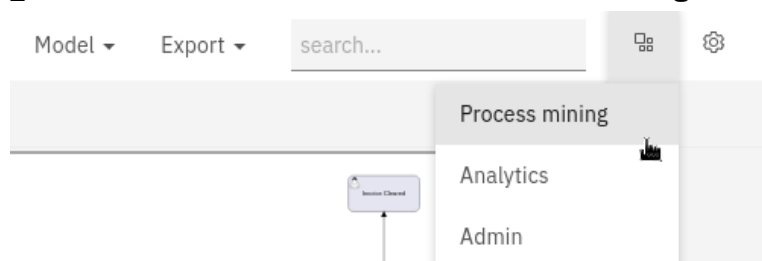 Model
Export
search...
Process mining
Analytics
Admin
Invoice Cleared